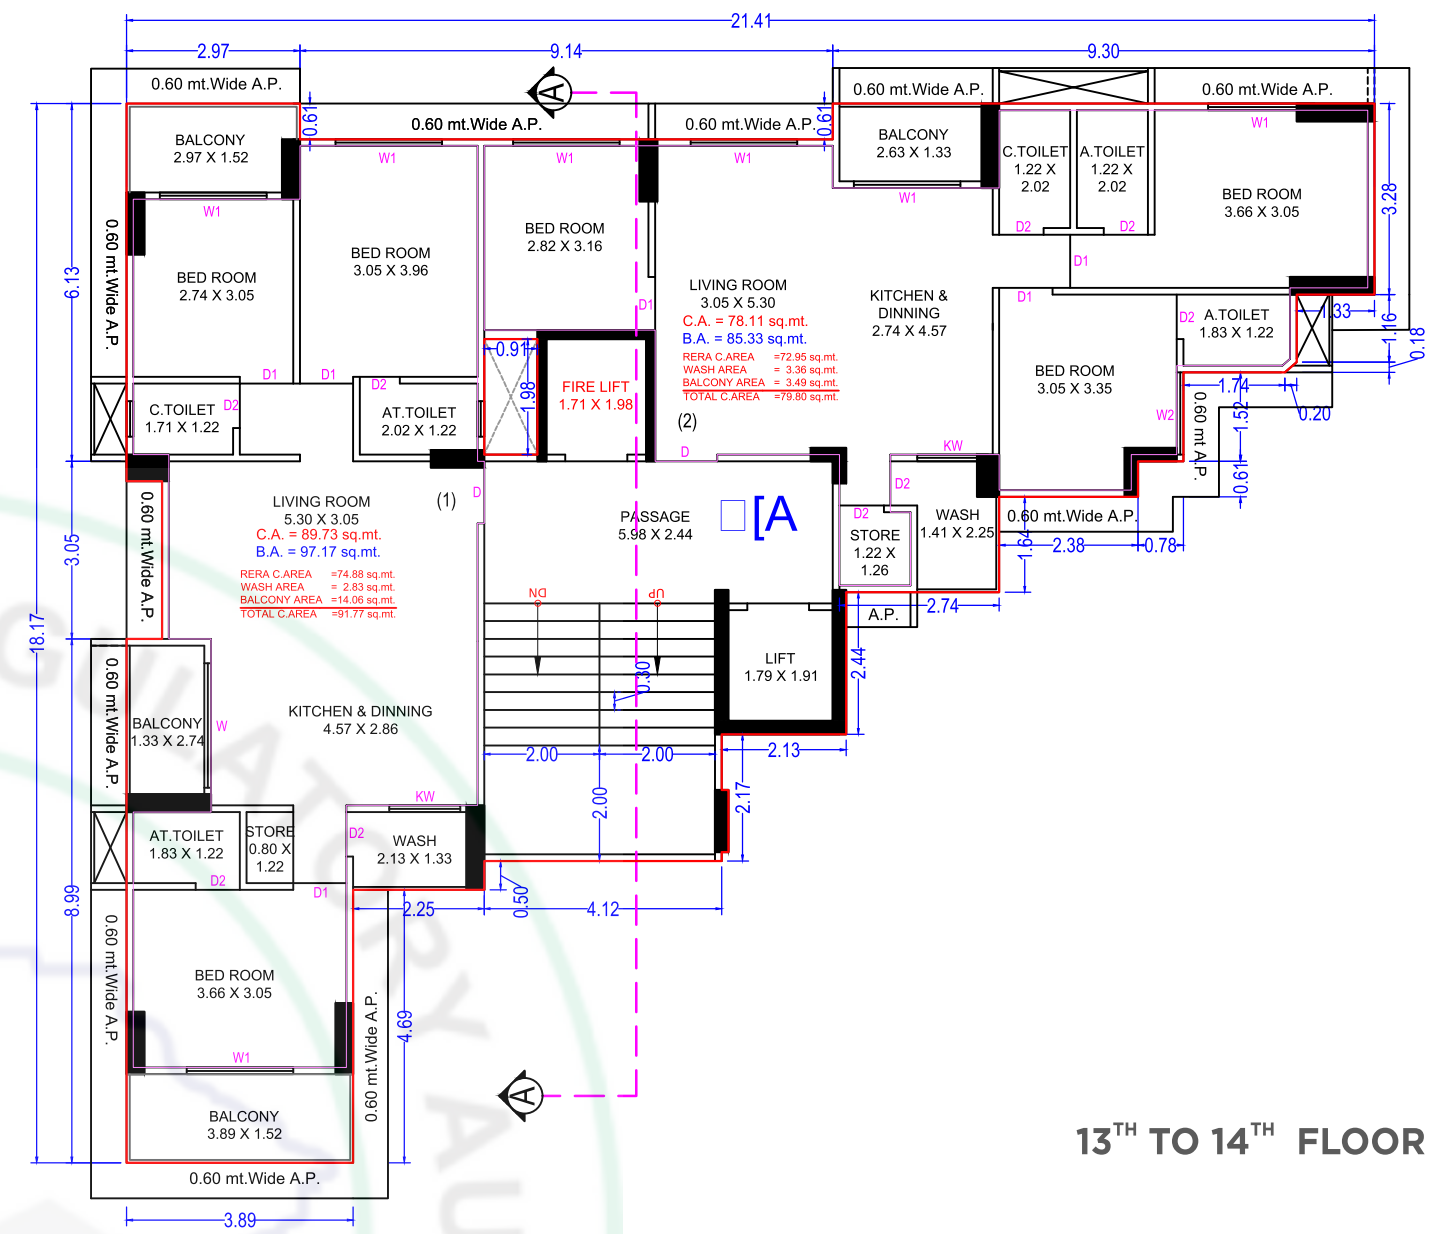 21.41
2.97
9.14
9.30
0.60 mt.Wide A.P.
A
0.60 mt.Wide A.P.
0.60 mt.Wide A.P.
0.61
0.60 mt.Wide A.P.
0.60 mt.Wide A.P.
0.61
BALCONY
2.97 X 1.52
W1
W1
W1
BALCONY
2.63 X 1.33
C.TOILET
1.22 X
2.02
A.TOILET
1.22 X
2.02
W1
BED ROOM
3.66 X 3.05
3.28
W1
W1
D2
D2
0.60 mt.Wide A.P.
BED ROOM
2.74 X 3.05
BED ROOM
3.05 X 3.96
BED ROOM
2.82 X 3.16
D1
LIVING ROOM
3.05 X 5.30
C.A. = 78.11 sq.mt.
B.A. = 85.33 sq.mt.
RERA C.AREA =72.95 sq.mt.
WASH AREA = 3.36 sq.mt.
BALCONY AREA = 3.49 sq.mt.
TOTAL C.AREA =79.80 sq.mt.
(2)
KITCHEN &
DINNING
2.74 X 4.57
D1
D1
D2
A.TOILET
1.83 X 1.22
1.33
1.16
0.18
6.13
0.91
1.98
FIRE LIFT
1.71 X 1.98
BED ROOM
3.05 X 3.35
1.74
0.20
1.52
0.60 mt A.P.
W2
0.61
D1
D1
D2
C.TOILET
1.71 X 1.22
D2
AT.TOILET
2.02 X 1.22
D
KW
D2
0.60 mt.Wide A.P.
LIVING ROOM
5.30 X 3.05
C.A. = 89.73 sq.mt.
B.A. = 97.17 sq.mt.
RERA C.AREA =74.88 sq.mt.
WASH AREA = 2.83 sq.mt.
BALCONY AREA =14.06 sq.mt.
TOTAL C.AREA =91.77 sq.mt.
(1)
D
PASSAGE
5.98 X 2.44
[A
D2
STORE
1.22 X
1.26
WASH
1.41 X 2.25
0.60 mt.Wide A.P.
1.64
2.38
0.78
3.05
18.17
DN
UP
2.74
A.P.
0.60 mt.Wide A.P.
BALCONY
1.33 X 2.74
W
KITCHEN & DINNING
4.57 X 2.86
0.30
LIFT
1.79 X 1.91
2.44
2.00
2.00
2.13
2.00
2.17
KW
AT.TOILET
1.83 X 1.22
D2
STORE
0.80 X
1.22
D1
D2
WASH
2.13 X 1.33
8.99
0.50
2.25
4.12
0.60 mt.Wide A.P.
BED ROOM
3.66 X 3.05
W1
0.60 mt.Wide A.P.
4.69
A
BALCONY
3.89 X 1.52
0.60 mt.Wide A.P.
3.89
13TH TO 14TH FLOOR
GULATORY AU